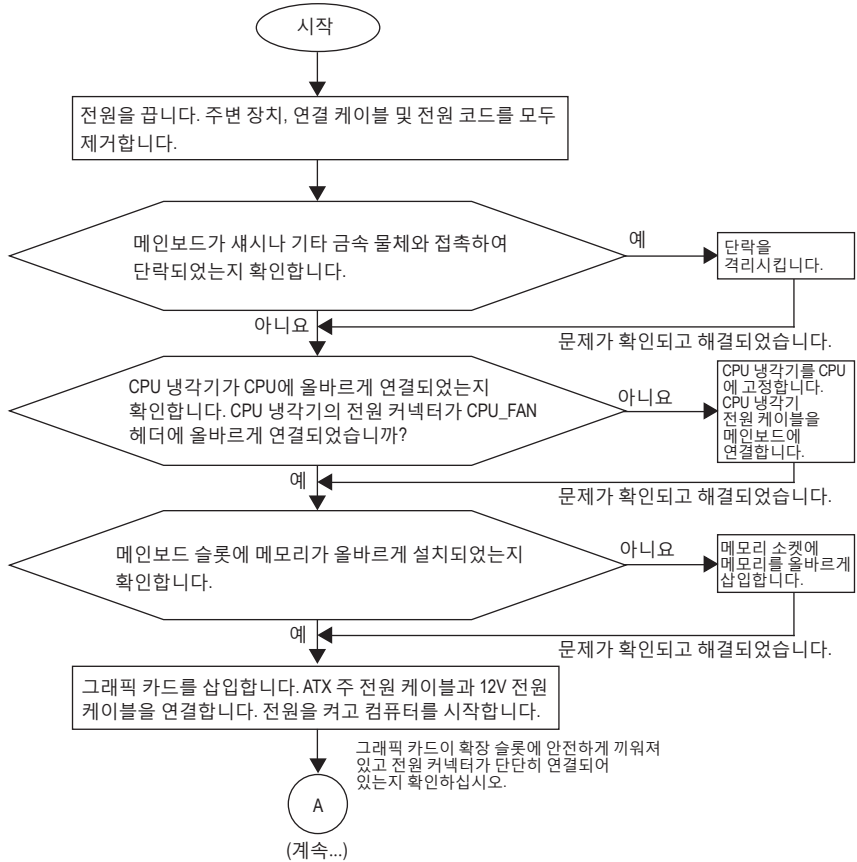 시작
전원을 끕니다. 주변 장치, 연결 케이블 및 전원 코드를 모두
제거합니다.
메인보드가 섀시나 기타 금속 물체와 접촉하여
단락되었는지 확인합니다.
예
단락을
격리시킵니다.
아니요
문제가 확인되고 해결되었습니다.
CPU 냉각기가 CPU에 올바르게 연결되었는지
확인합니다. CPU 냉각기의 전원 커넥터가 CPU_FAN
헤더에 올바르게 연결되었습니까?
아니요
CPU 냉각기를 CPU
에 고정합니다.
CPU 냉각기
전원 케이블을
메인보드에
연결합니다.
예
문제가 확인되고 해결되었습니다.
메인보드 슬롯에 메모리가 올바르게 설치되었는지
확인합니다.
아니요
메모리 소켓에
메모리를 올바르게
삽입합니다.
예
문제가 확인되고 해결되었습니다.
그래픽 카드를 삽입합니다. ATX 주 전원 케이블과 12V 전원
케이블을 연결합니다. 전원을 켜고 컴퓨터를 시작합니다.
그래픽 카드이 확장 슬롯에 안전하게 끼워져
있고 전원 커넥터가 단단히 연결되어
있는지 확인하십시오.
A
(계속...)